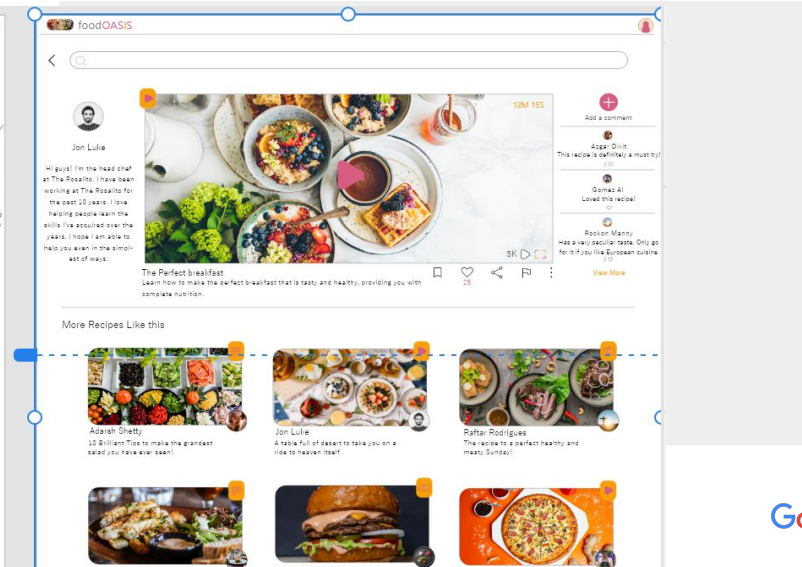 foodOASIS
12M 15S
Jon Luke
Hi guys! I'm the head chef
at The Rosalito. I have been
working at The Rosalito for
the past 10 years. I love
helping people learn the
skills I've acquired over the
years. I hope I am able to
help you even in the simpl-
est of ways.
5K
The Perfect breakfast
Learn how to make the perfect breakfast that is tasty and healthy, providing you with
complete nutrition.
28
Add a comment
Azgar Dikit
This recipe is definitely a must try!
Gomez Al
Loved this recipe!
Rockon Manny
Has a very peculiar taste. Only go
for it if you like European cuisine
View More
More Recipes Like this
Adarsh Shetty
10 Brilliant Tips to make the grandest
salad you have ever seen!
Jon Luke
A table full of desert to take you on a
ride to heaven itself
Raftar Rodrigues
The recipe to a perfect healthy and
meaty Sunday!